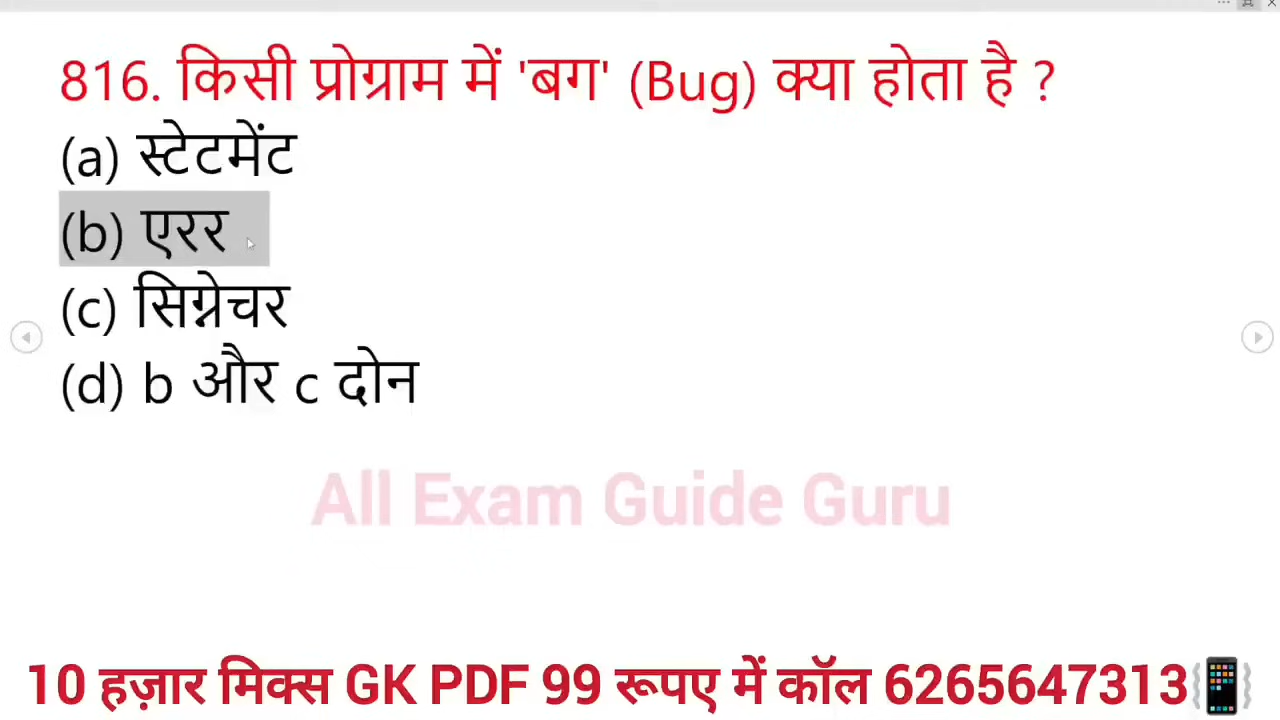 816. किसी प्रोग्राम में 'बग' (Bug) क्या होता है ?
(a) स्टेटमेंट
(b) एरर
(c) सिग्नेचर
(d) b और c दोन
All Exam Guide Guru
10 हज़ार मिक्स GK PDF 99 रूपए में कॉल 6265647313